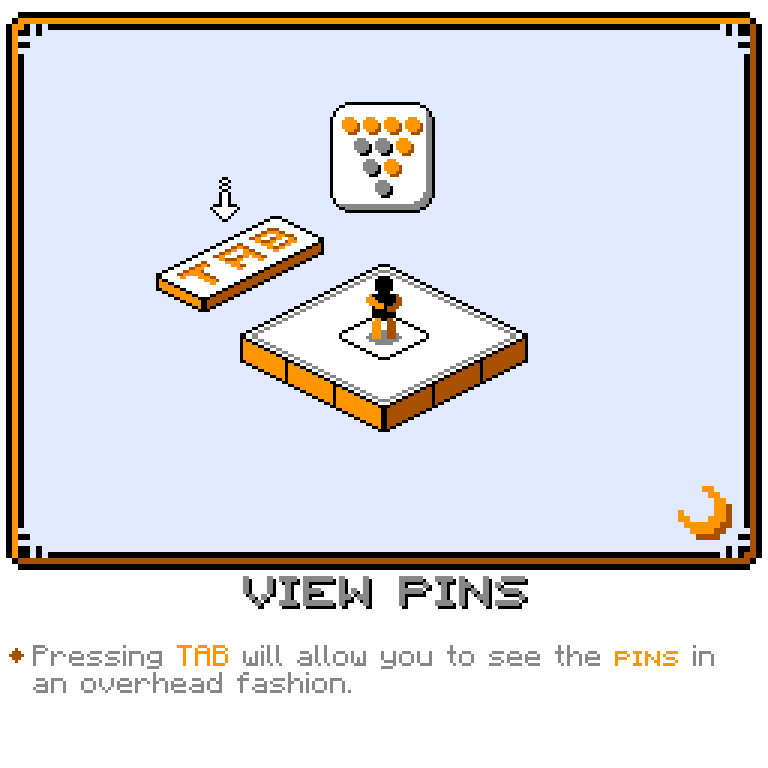 TAB
VIEW PINS
Pressing TAB will allow you to see the PINS in
an overhead fashion.